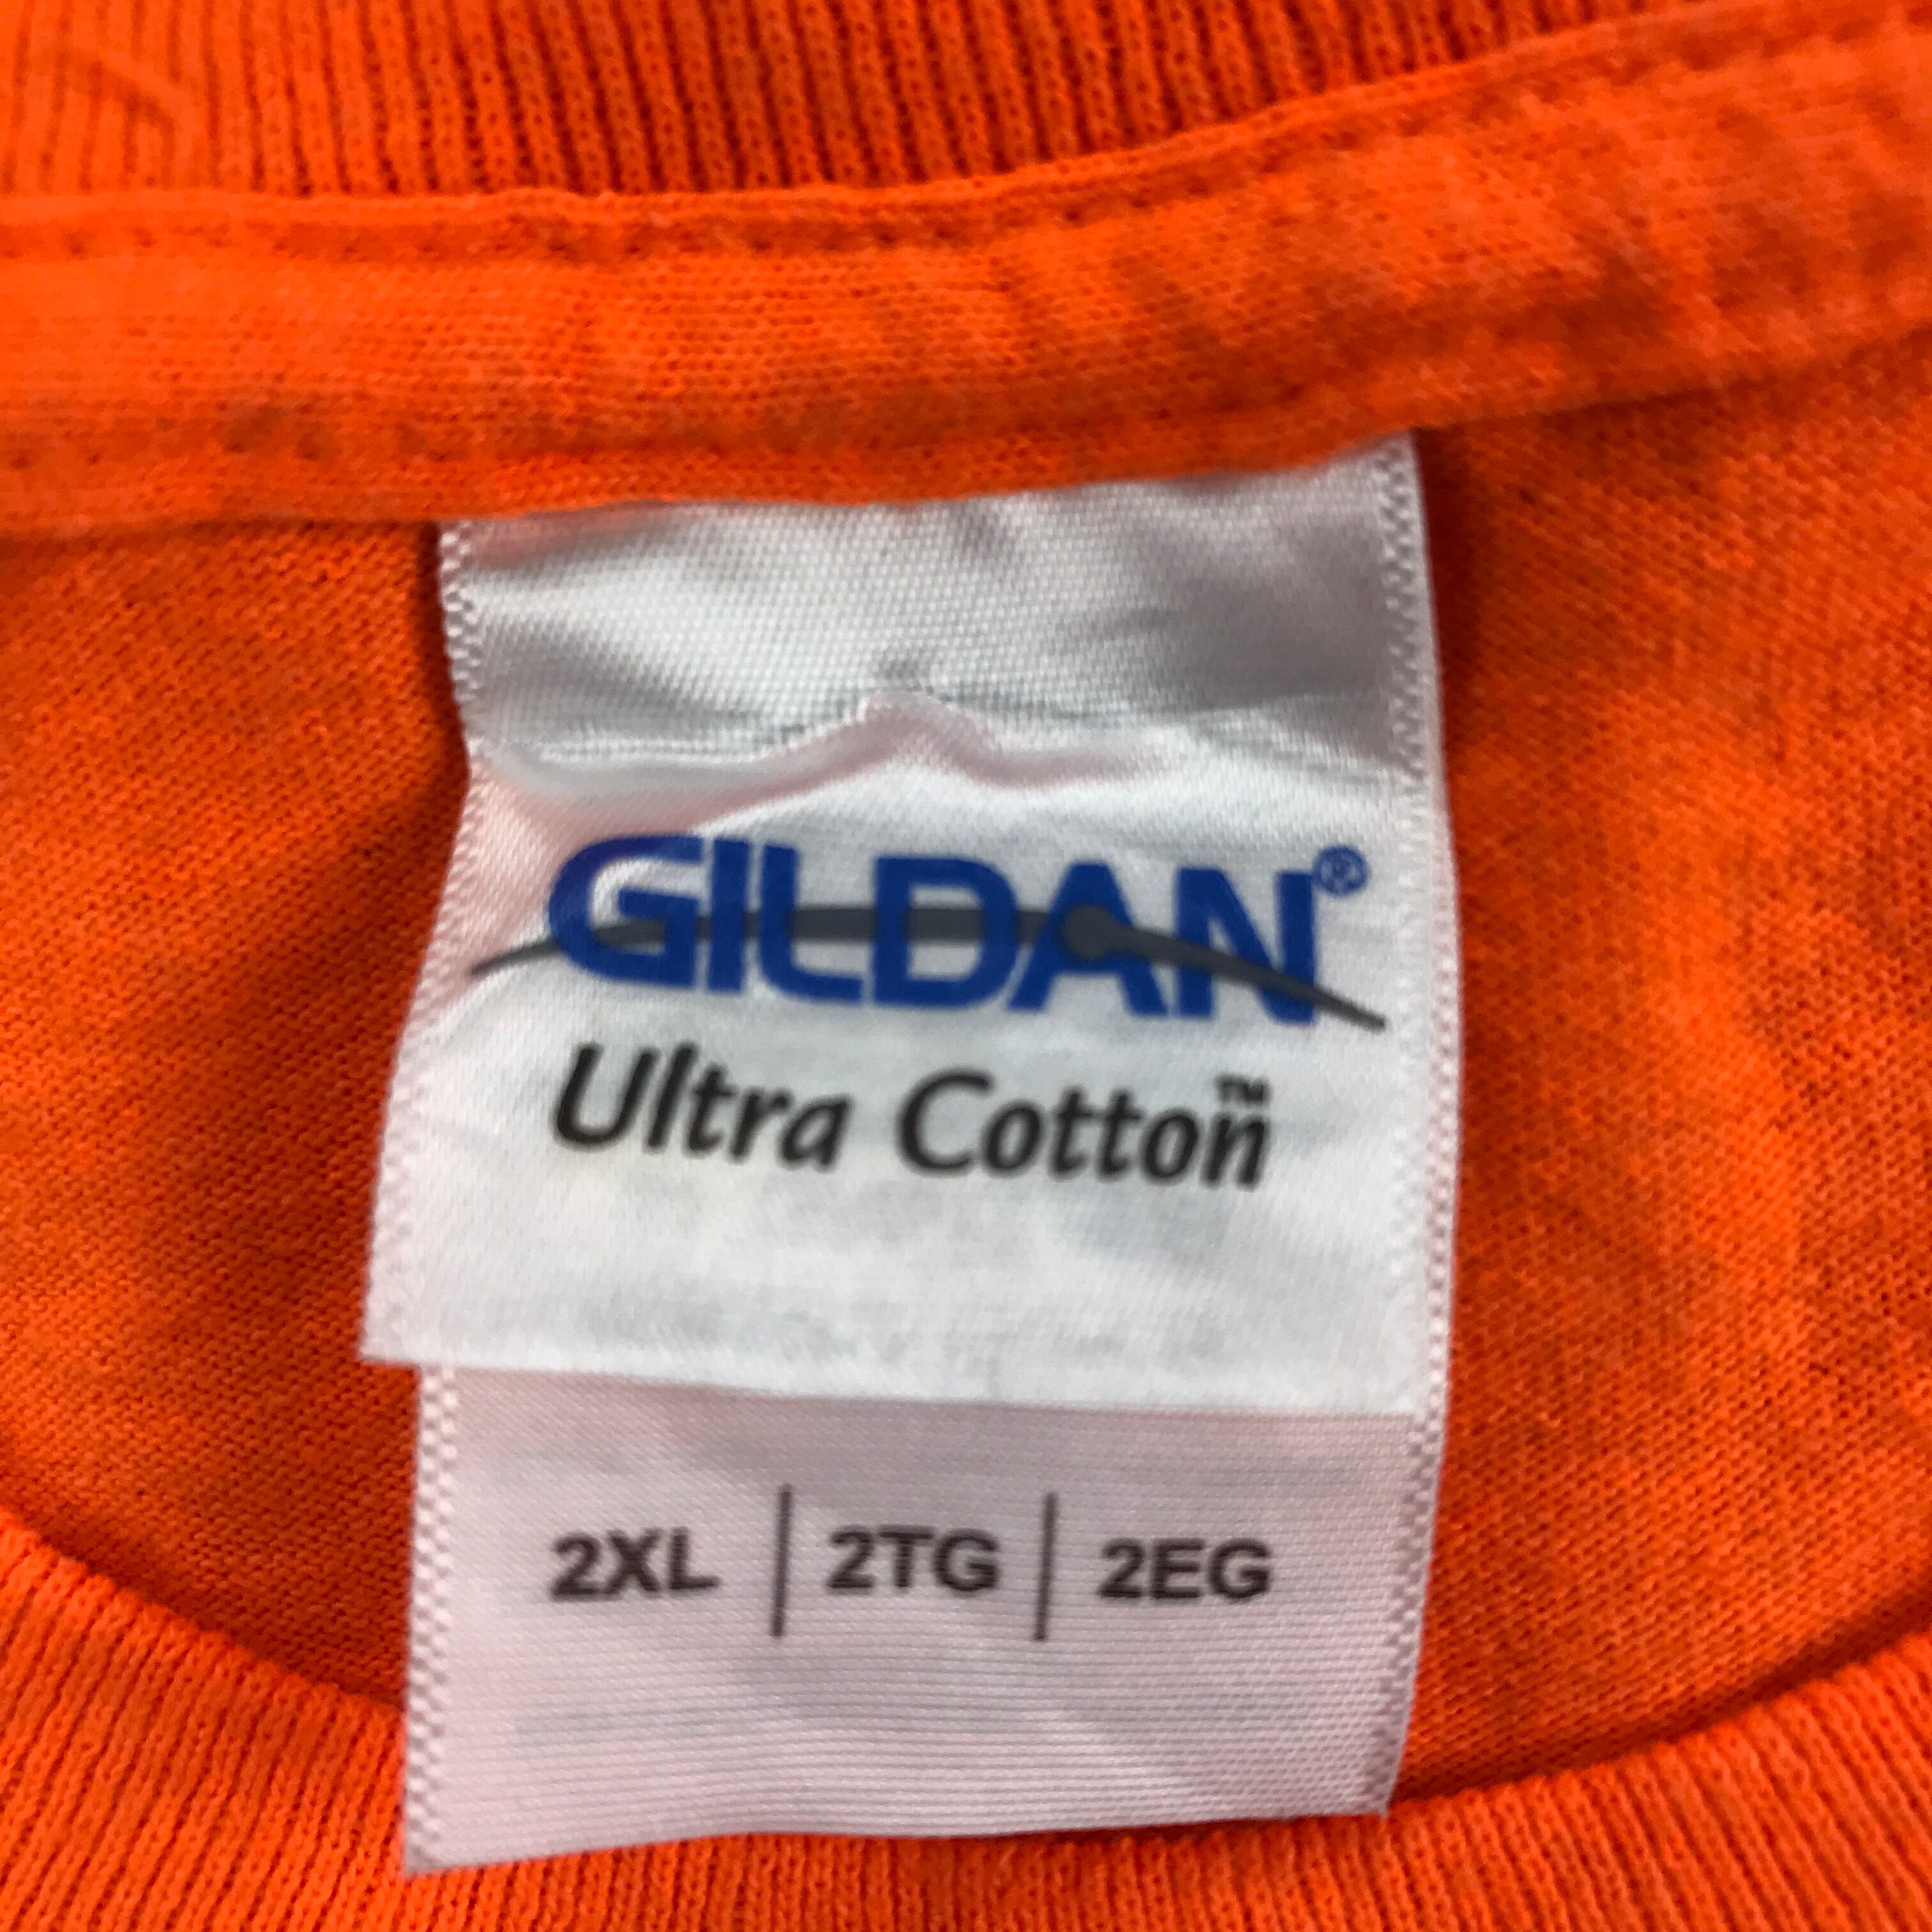 GILDAN®
Ultra Cotton™
2XL | 2TG | 2EG